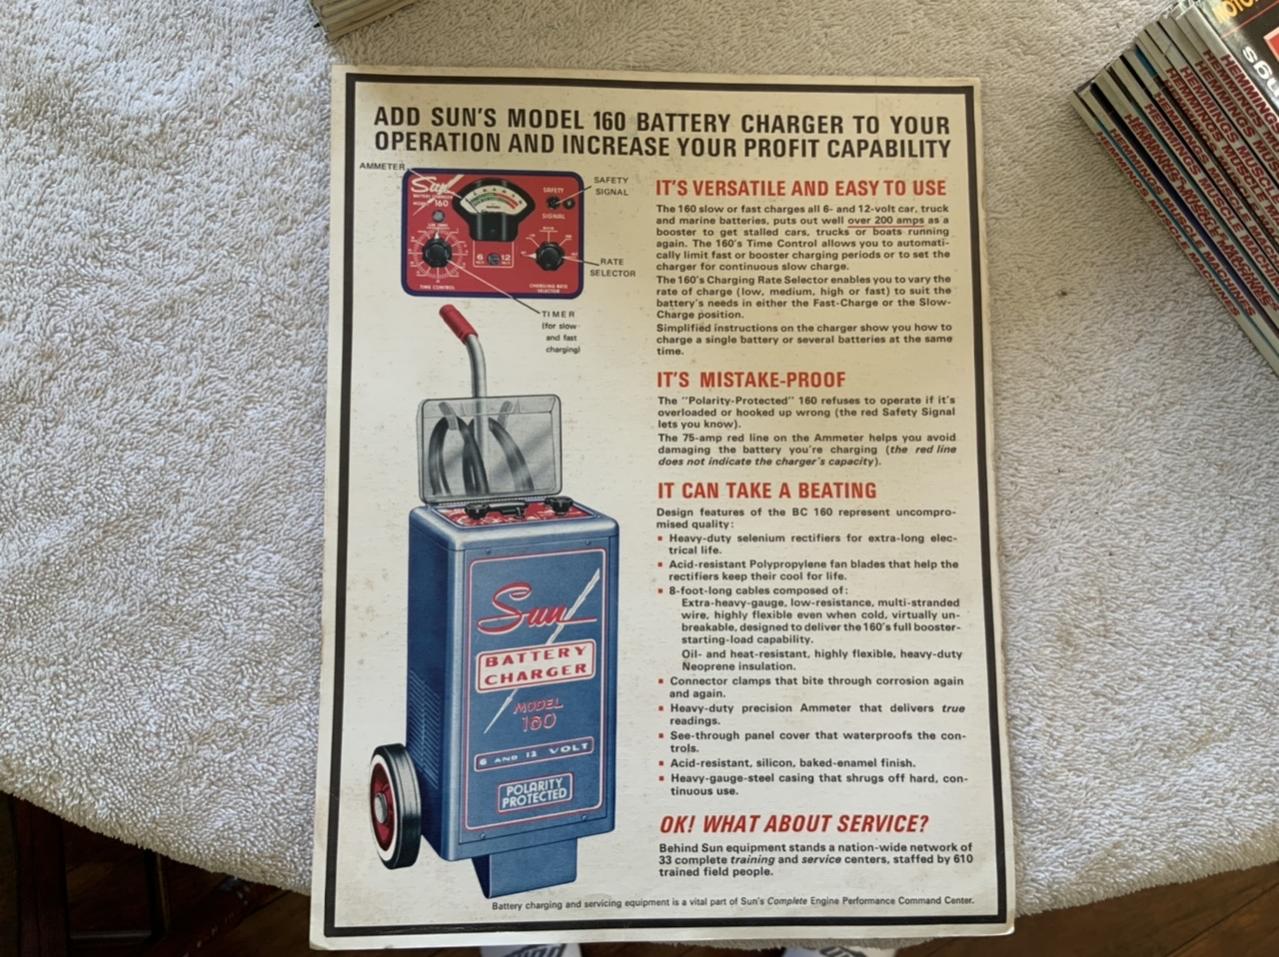 ADD SUN'S MODEL 160 BATTERY CHARGER TO YOUR
OPERATION AND INCREASE YOUR PROFIT CAPABILITY
AMMETER
SAFETY
SIGNAL
Sun
MODEL 160
SAFETY
SIGNAL
6 12
TIME CONTROL
CHARGING RATE
SELECTOR
RATE
SELECTOR
TIMER
(for slow
and fast
charging)
Sun
BATTERY
CHARGER
MODEL
160
6 AND 12 VOLT
POLARITY
PROTECTED
IT'S VERSATILE AND EASY TO USE
The 160 slow or fast charges all 6- and 12-volt car, truck
and marine batteries, puts out well over 200 amps as a
booster to get stalled cars, trucks or boats running
again. The 160's Time Control allows you to automati-
cally limit fast or booster charging periods or to set the
charger for continuous slow charge.
The 160's Charging Rate Selector enables you to vary the
rate of charge (low, medium, high or fast) to suit the
battery's needs in either the Fast-Charge or the Slow-
Charge position.
Simplified instructions on the charger show you how to
charge a single battery or several batteries at the same
time.
IT'S MISTAKE-PROOF
The "Polarity-Protected" 160 refuses to operate if it's
overloaded or hooked up wrong (the red Safety Signal
lets you know).
The 75-amp red line on the Ammeter helps you avoid
damaging the battery you're charging (the red line
does not indicate the charger's capacity).
IT CAN TAKE A BEATING
Design features of the BC 160 represent uncompro-
mised quality:
▪ Heavy-duty selenium rectifiers for extra-long elec-
trical life.
▪ Acid-resistant Polypropylene fan blades that help the
rectifiers keep their cool for life.
▪ 8-foot-long cables composed of:
Extra-heavy-gauge, low-resistance, multi-stranded
wire, highly flexible even when cold, virtually un-
breakable, designed to deliver the 160's full booster-
starting-load capability.
Oil- and heat-resistant, highly flexible, heavy-duty
Neoprene insulation.
▪ Connector clamps that bite through corrosion again
and again.
▪ Heavy-duty precision Ammeter that delivers true
readings.
▪ See-through panel cover that waterproofs the con-
trols.
▪ Acid-resistant, silicon, baked-enamel finish.
▪ Heavy-gauge-steel casing that shrugs off hard, con-
tinuous use.
OK! WHAT ABOUT SERVICE?
Behind Sun equipment stands a nation-wide network of
33 complete training and service centers, staffed by 610
trained field people.
Battery charging and servicing equipment is a vital part of Sun's Complete Engine Performance Command Center.
HEMMINGS MUSCLE MACHINES